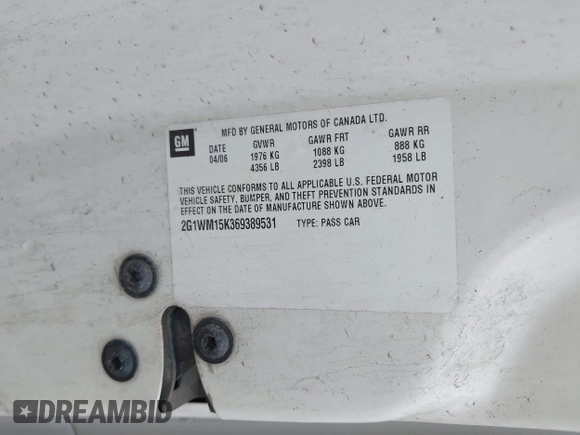 MFD BY GENERAL MOTORS OF CANADA LTD.
GM
DATE GVWR GAWR FRT GAWR RR
04/06 1976 KG 1088 KG 888 KG
4356 LB 2398 LB 1958 LB
THIS VEHICLE CONFORMS TO ALL APPLICABLE U.S. FEDERAL MOTOR
VEHICLE SAFETY, BUMPER, AND THEFT PREVENTION STANDARDS IN
EFFECT ON THE DATE OF MANUFACTURE SHOWN ABOVE.
2G1WM15K369389531 TYPE: PASS CAR
DREAMBID